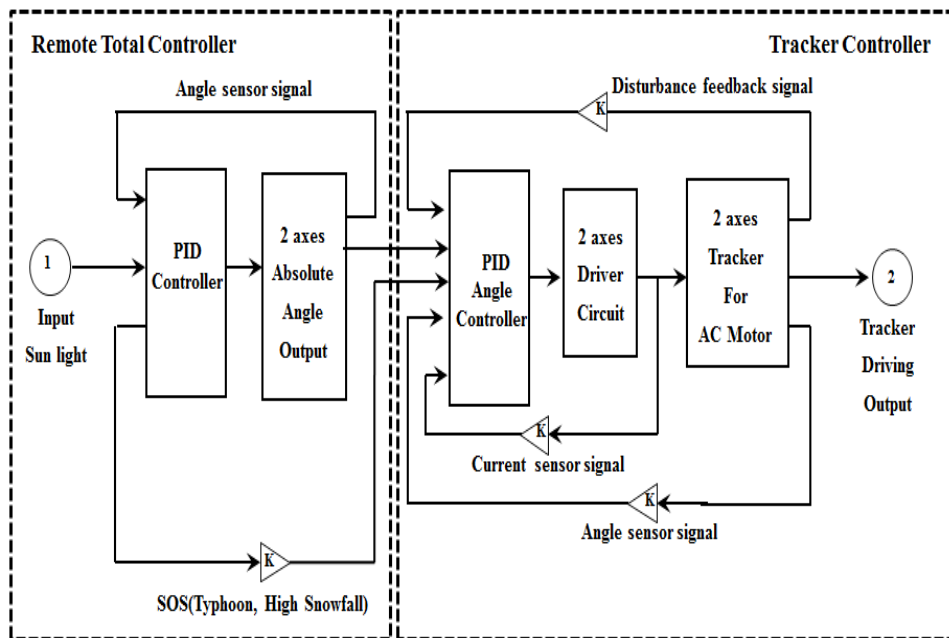 Remote Total Controller
Tracker Controller
Angle sensor signal
Disturbance feedback signal
K
1
Input
Sun light
PID
Controller
2 axes
Absolute
Angle
Output
PID
Angle
Controller
2 axes
Driver
Circuit
2 axes
Tracker
For
AC Motor
2
Tracker
Driving
Output
K
Current sensor signal
K
Angle sensor signal
K
SOS(Typhoon, High Snowfall)